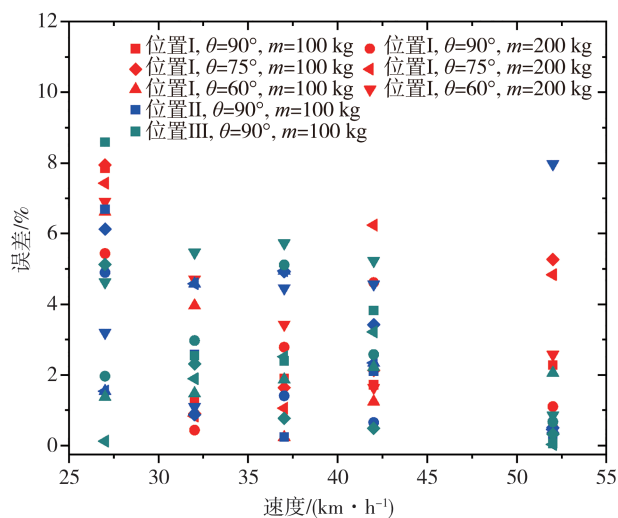 12
10
8
6
4
2
0
误差/%
位置I, θ=90°, m=100 kg
位置I, θ=90°, m=200 kg
位置I, θ=75°, m=100 kg
位置I, θ=75°, m=200 kg
位置I, θ=60°, m=100 kg
位置I, θ=60°, m=200 kg
位置II, θ=90°, m=100 kg
位置III, θ=90°, m=100 kg
25 30 35 40 45 50 55
速度/(km·h⁻¹)